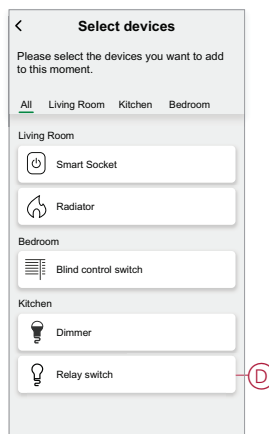 Select devices
Please select the devices you want to add
to this moment.
All Living Room Kitchen Bedroom
Living Room
Smart Socket
Radiator
Bedroom
Blind control switch
Kitchen
Dimmer
Relay switch
D